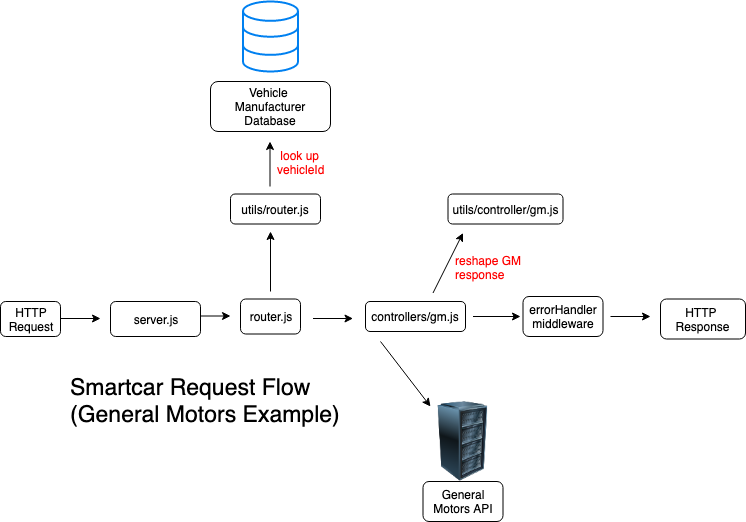 Vehicle
Manufacturer
Database
look up
vehicleId
utils/router.js
utils/controller/gm.js
reshape GM
response
HTTP
Request
server.js
router.js
controllers/gm.js
errorHandler
middleware
HTTP
Response
Smartcar Request Flow
(General Motors Example)
General
Motors API